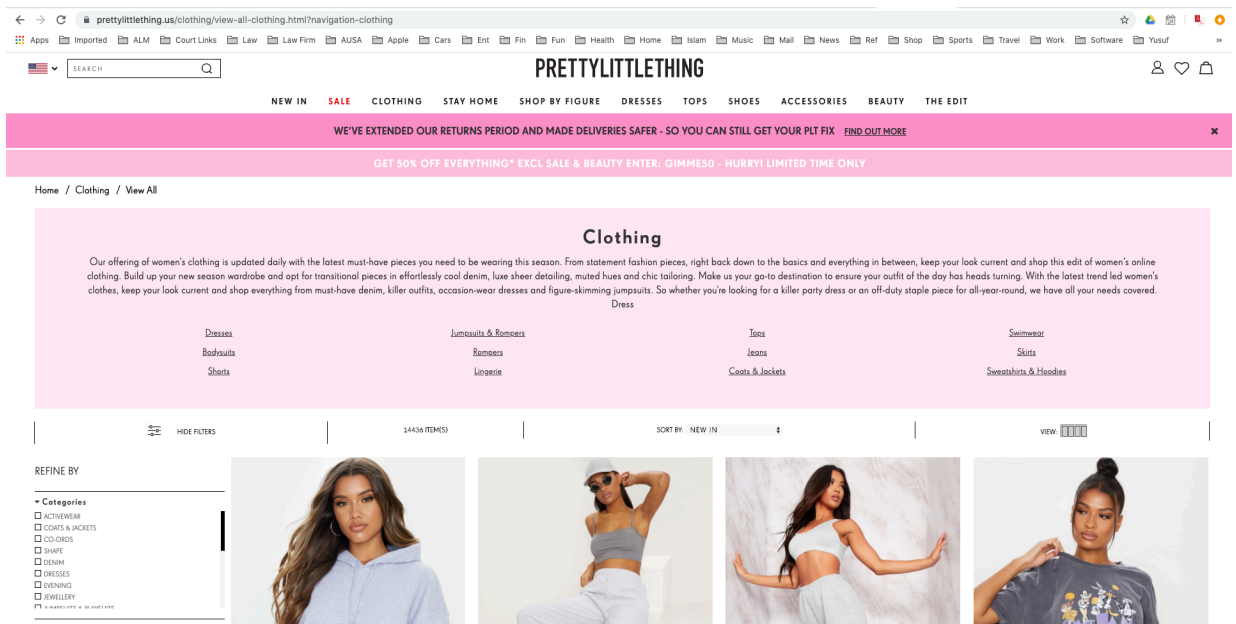 prettylittlething.us/clothing/view-all-clothing.html?navigation-clothing
Apps Imported ALM Court Links Law Law Firm AUSA Apple Cars Ent Fin Fun Health Home Islam Music Mail News Ref Shop Sports Travel Work Software Yusuf »
SEARCH PRETTYLITTLETHING
NEW IN SALE CLOTHING STAY HOME SHOP BY FIGURE DRESSES TOPS SHOES ACCESSORIES BEAUTY THE EDIT
WE'VE EXTENDED OUR RETURNS PERIOD AND MADE DELIVERIES SAFER - SO YOU CAN STILL GET YOUR PLT FIX FIND OUT MORE
GET 50% OFF EVERYTHING* EXCL SALE & BEAUTY ENTER: GIMME50 - HURRY! LIMITED TIME ONLY
Home / Clothing / View All
Clothing
Our offering of women's clothing is updated daily with the latest must-have pieces you need to be wearing this season. From statement fashion pieces, right back down to the basics and everything in between, keep your look current and shop this edit of women's online
clothing. Build up your new season wardrobe and opt for transitional pieces in effortlessly cool denim, luxe sheer detailing, muted hues and chic tailoring. Make us your go-to destination to ensure your outfit of the day has heads turning. With the latest trend led women's
clothes, keep your look current and shop everything from must-have denim, killer outfits, occasion-wear dresses and figure-skimming jumpsuits. So whether you're looking for a killer party dress or an off-duty staple piece for all-year-round, we have all your needs covered.
Dress
Dresses Jumpsuits & Rompers Tops Swimwear
Bodysuits Rompers Jeans Skirts
Shorts Lingerie Coats & Jackets Sweatshirts & Hoodies
HIDE FILTERS 14436 ITEM(S) SORT BY: NEW IN VIEW:
REFINE BY
Categories
ACTIVEWEAR
COATS & JACKETS
CO-ORDS
SHAPE
DENIM
DRESSES
EVENING
JEWELLERY
JUMPSUITS & PLAYSUITS